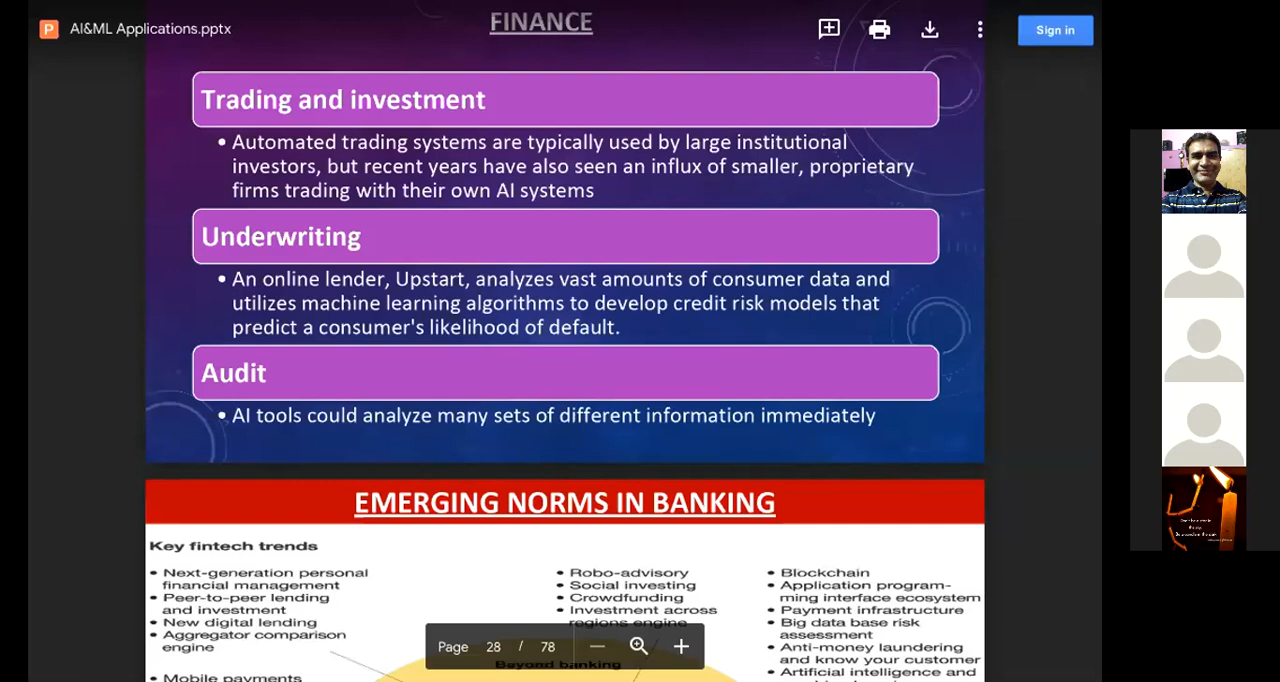 P AI&ML Applications.pptx
FINANCE
Sign in
Trading and investment
• Automated trading systems are typically used by large institutional
investors, but recent years have also seen an influx of smaller, proprietary
firms trading with their own AI systems
Underwriting
• An online lender, Upstart, analyzes vast amounts of consumer data and
utilizes machine learning algorithms to develop credit risk models that
predict a consumer's likelihood of default.
Audit
• AI tools could analyze many sets of different information immediately
EMERGING NORMS IN BANKING
Key fintech trends
• Next-generation personal
financial management
• Peer-to-peer lending
and investment
• New digital lending
• Aggregator comparison
engine
• Mobile payments
• Robo-advisory
• Social investing
• Crowdfunding
• Investment across
regions engine
• Blockchain
• Application program-
ming interface ecosystem
• Payment infrastructure
• Big data base risk
assessment
• Anti-money laundering
and know your customer
• Artificial intelligence and
Beyond banking
Page 28 / 78